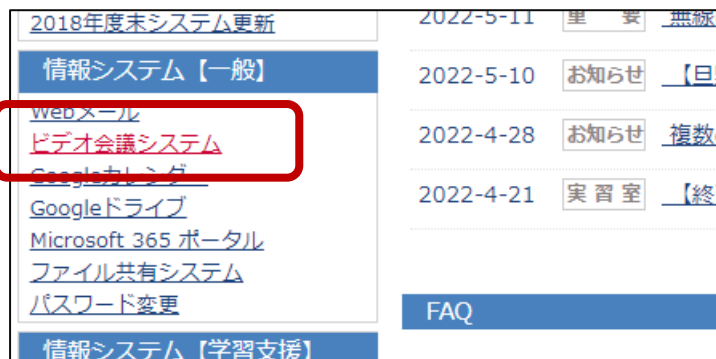 2018年度末システム更新
情報システム【一般】
Webメール
ビデオ会議システム
Googleカレンダー
Googleドライブ
Microsoft 365 ポータル
ファイル共有システム
パスワード変更
情報システム【学習支援】
2022-5-11 重 要 無線
2022-5-10 お知らせ 【旦
2022-4-28 お知らせ 複数
2022-4-21 実習室 【終
FAQ